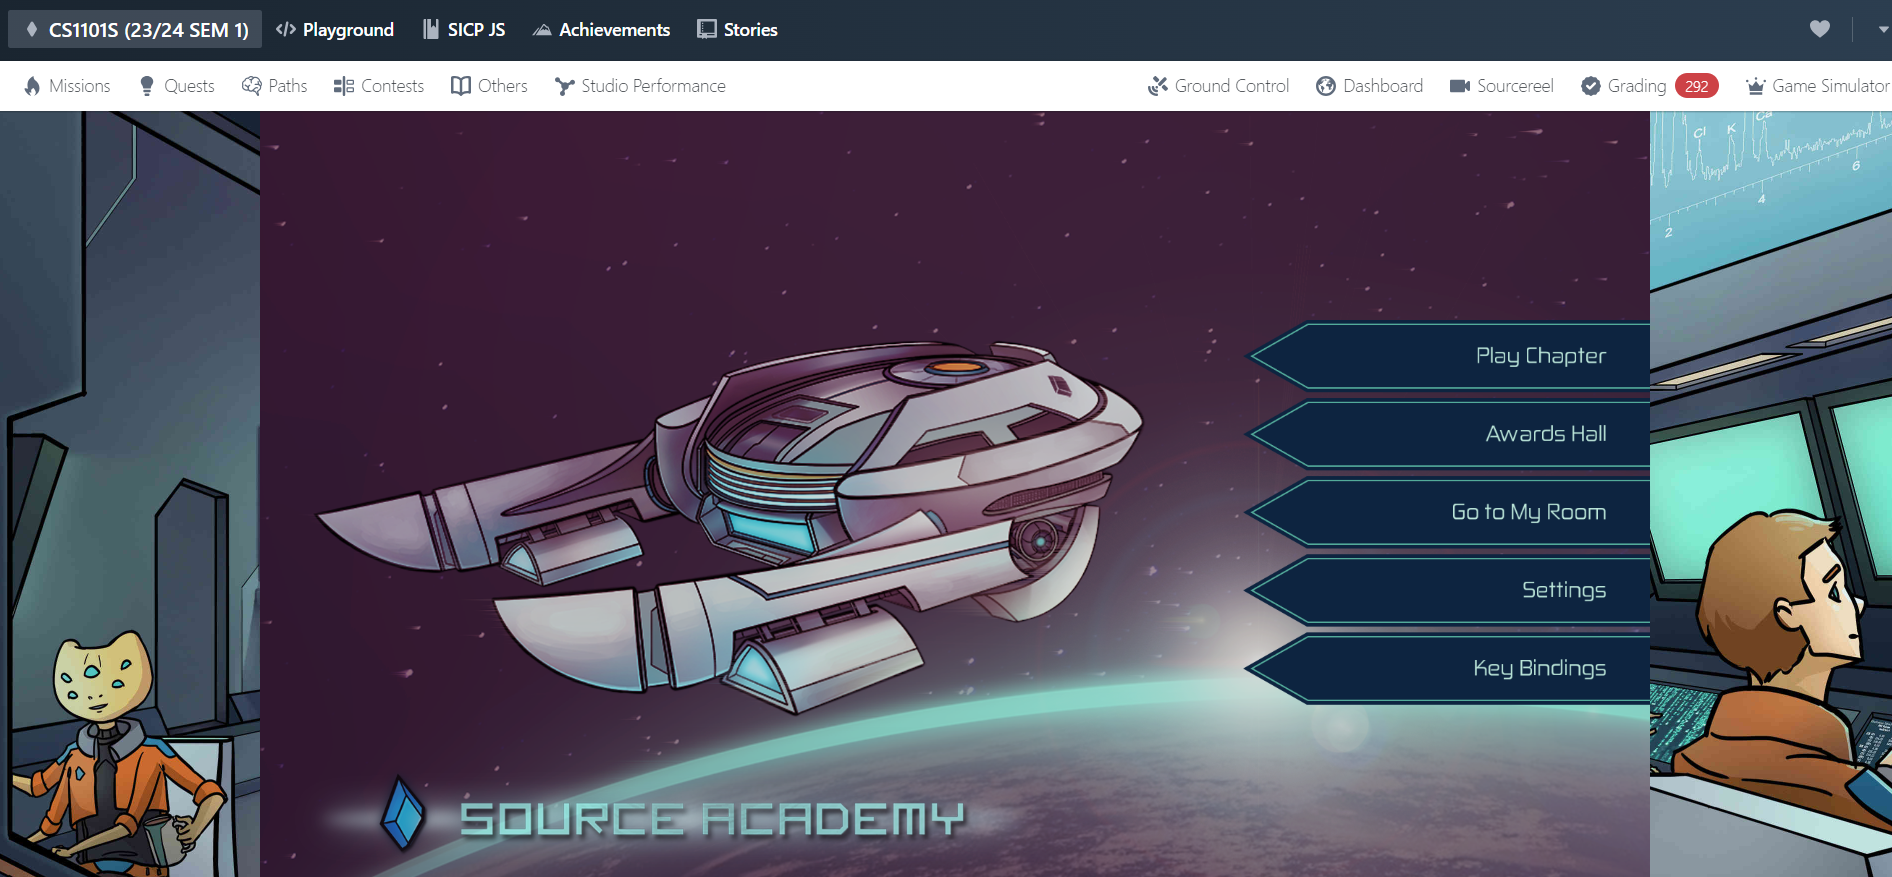 CS1101S (23/24 SEM 1) Playground SICP JS Achievements Stories
Missions Quests Paths Contests Others Studio Performance Ground Control Dashboard Sourcereel Grading 292 Game Simulator
Cl K Ca
6
4
2
Play Chapter
Awards Hall
Go to My Room
Settings
Key Bindings
SOURCE ACADEMY